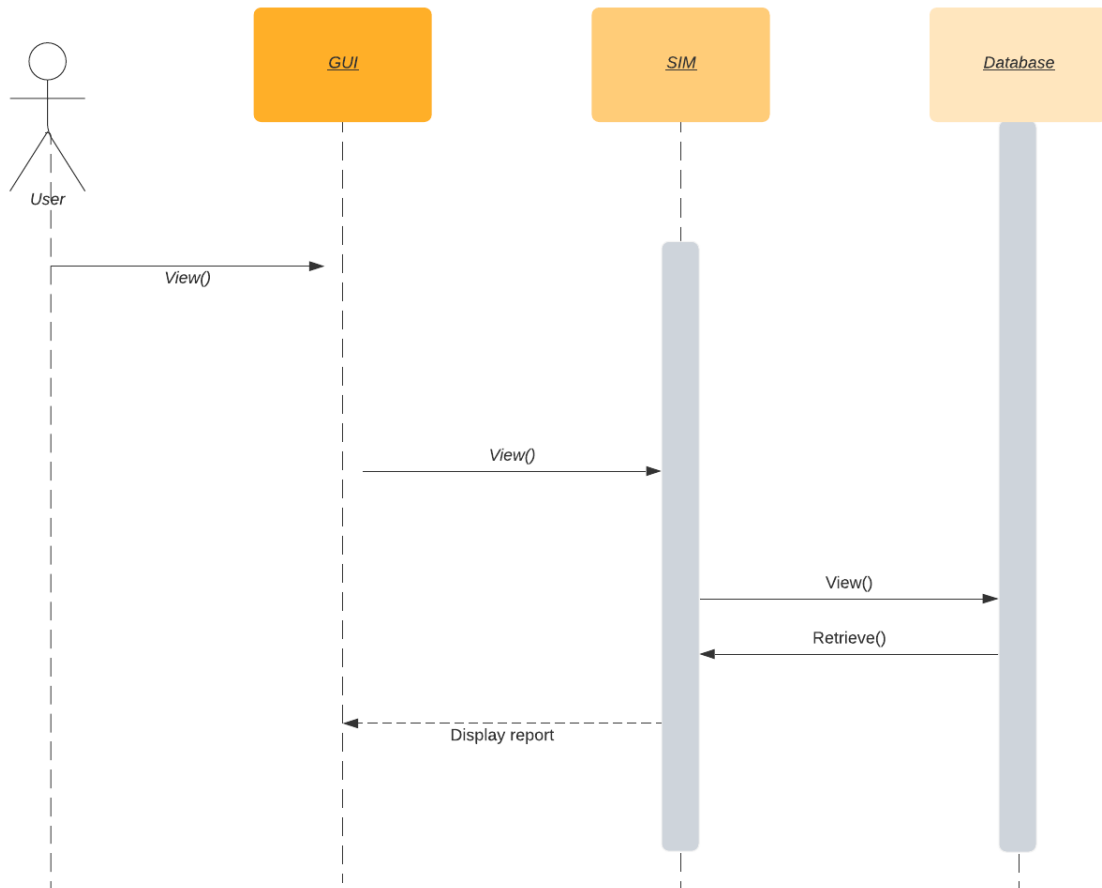 GUI
SIM
Database
User
View()
View()
View()
Retrieve()
Display report